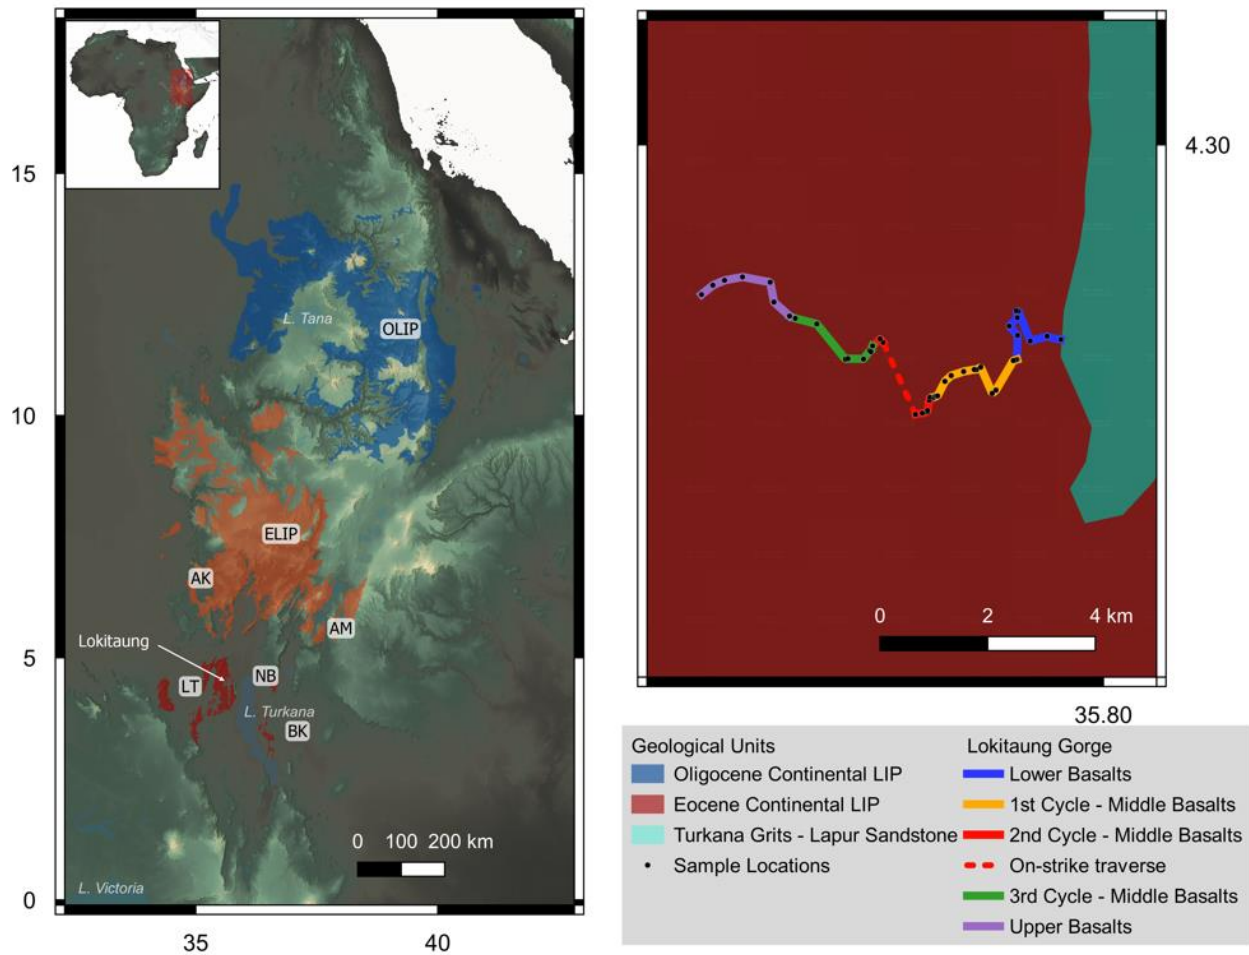 15
10
5
0
35
40
L. Tana
OLIP
ELIP
AK
AM
Lokitaung
LT
NB
L. Turkana
BK
0 100 200 km
L. Victoria
4.30
0 2 4 km
35.80
Geological Units
Oligocene Continental LIP
Eocene Continental LIP
Turkana Grits - Lapur Sandstone
Sample Locations
Lokitaung Gorge
Lower Basalts
1st Cycle - Middle Basalts
2nd Cycle - Middle Basalts
On-strike traverse
3rd Cycle - Middle Basalts
Upper Basalts